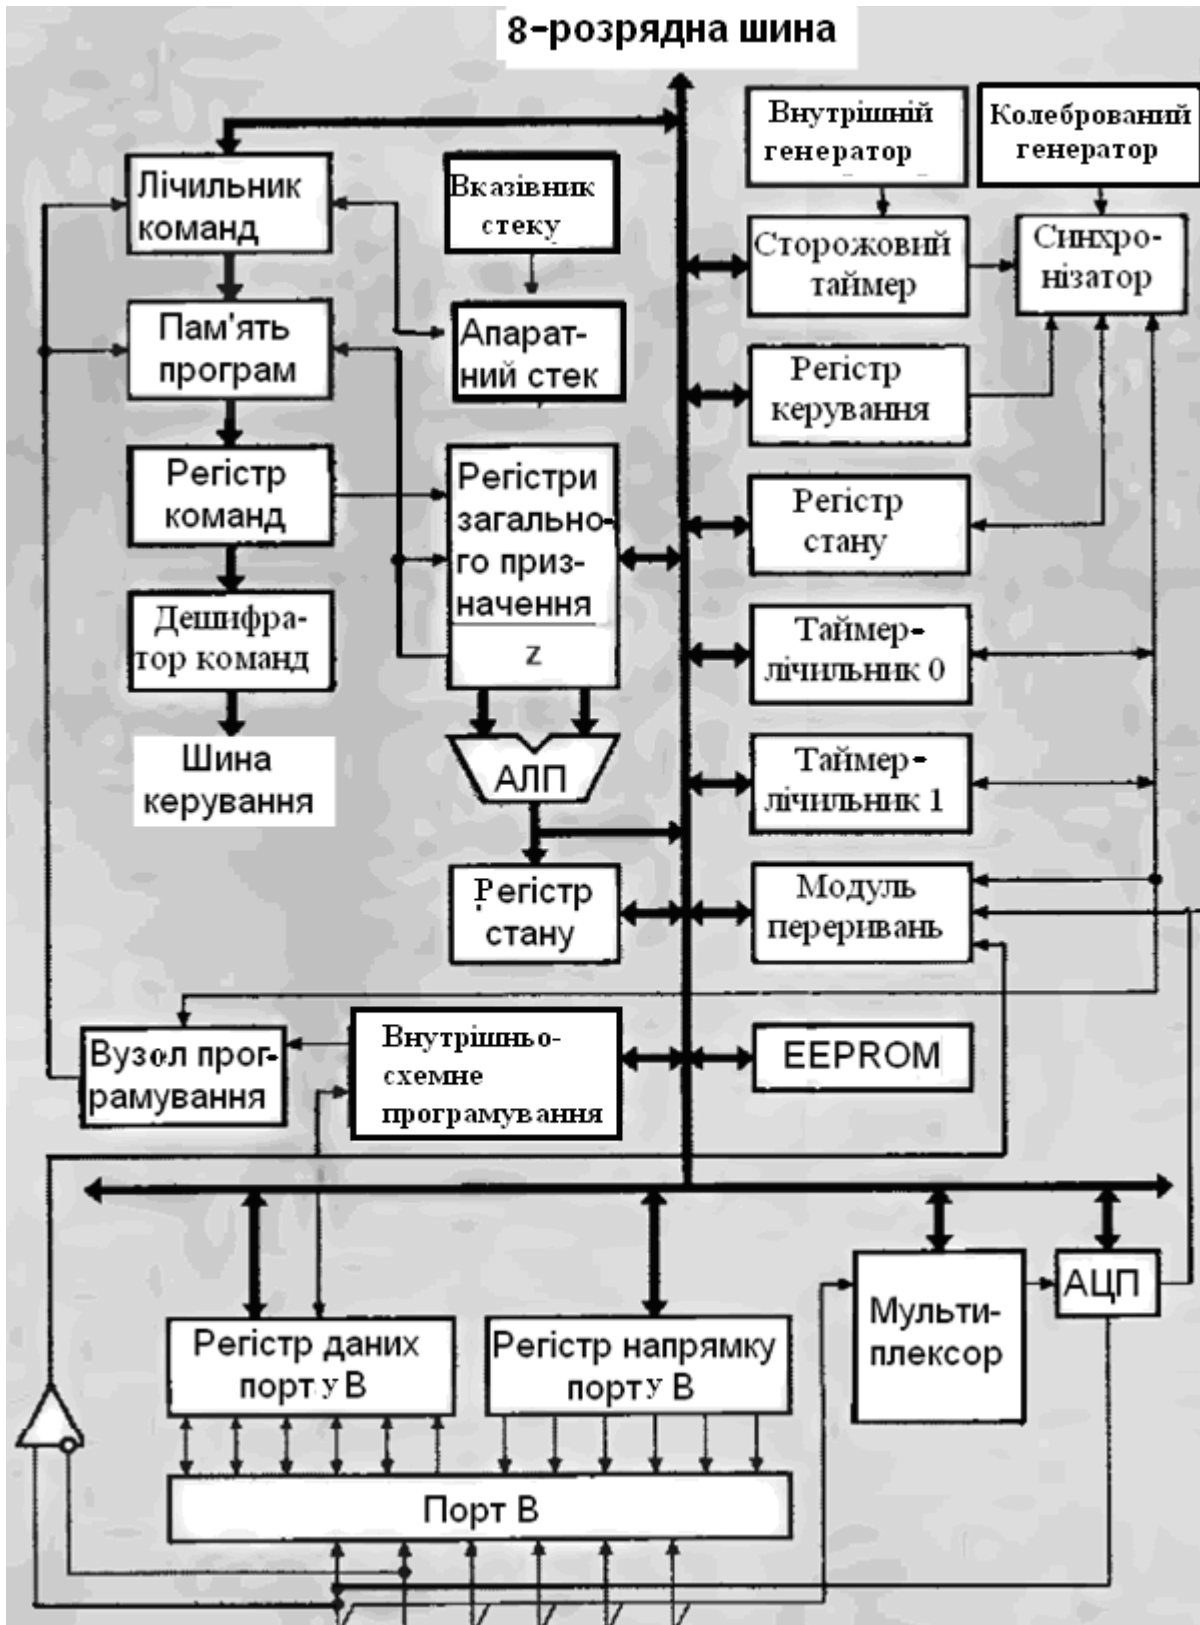 8-розрядна шина
Внутрішній
генератор
Колебрований
генератор
Лічильник
команд
Вказівник
стеку
Сторожовий
таймер
Синхро-
нізатор
Пам'ять
програм
Апарат-
ний стек
Регістр
керування
Регістр
команд
Регістри
загально-
го приз-
начення
z
Регістр
стану
Дешифра-
тор команд
Таймер-
лічильник 0
Шина
керування
АЛП
Таймер-
лічильник 1
Регістр
стану
Модуль
переривань
Вузол прог-
рамування
Внутрішньо-
схемне
програмування
EEPROM
Регістр даних
порту В
Регістр напрямку
порту В
Мульти-
плексор
АЦП
Порт В